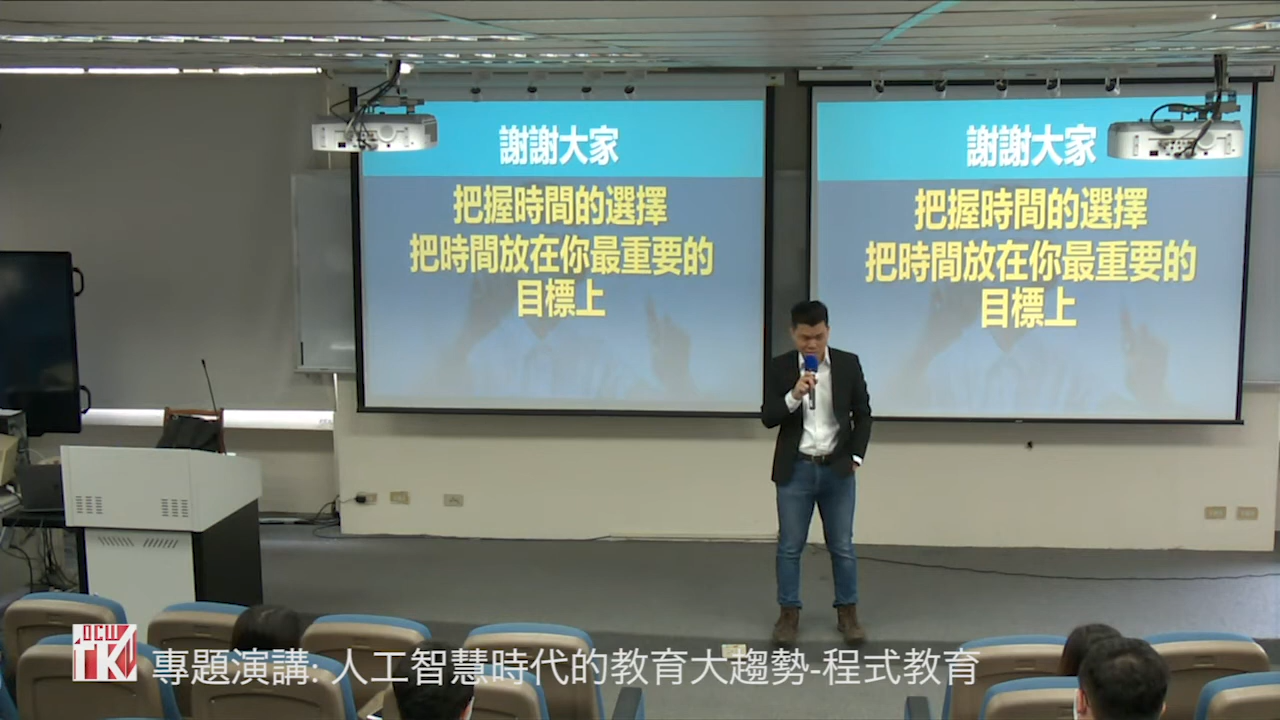 謝謝大家
把握時間的選擇
把時間放在你最重要的
目標上
謝謝大家
把握時間的選擇
把時間放在你最重要的
目標上
OCW
TK
專題演講: 人工智慧時代的教育大趨勢-程式教育